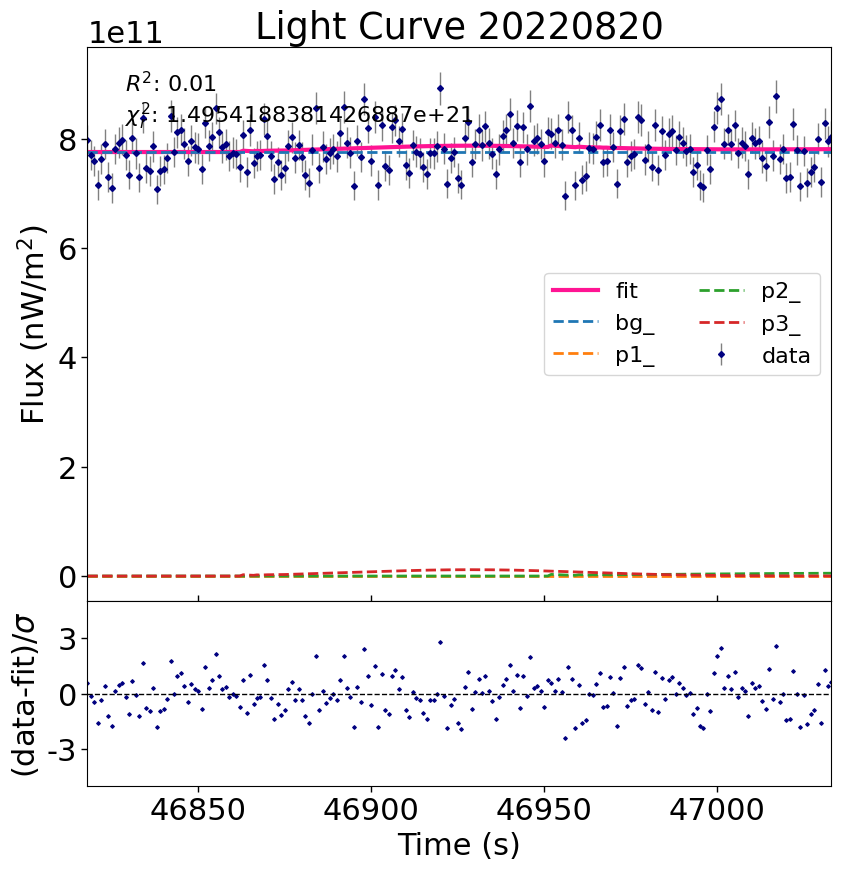 Light Curve 20220820
1e11
R²: 0.01
χ²ᵣ: 1.4954188381426887e+21
8
6
4
2
0
Flux (nW/m²)
fit
bg_
p1_
p2_
p3_
data
3
0
-3
(data-fit)/σ
46850 46900 46950 47000
Time (s)